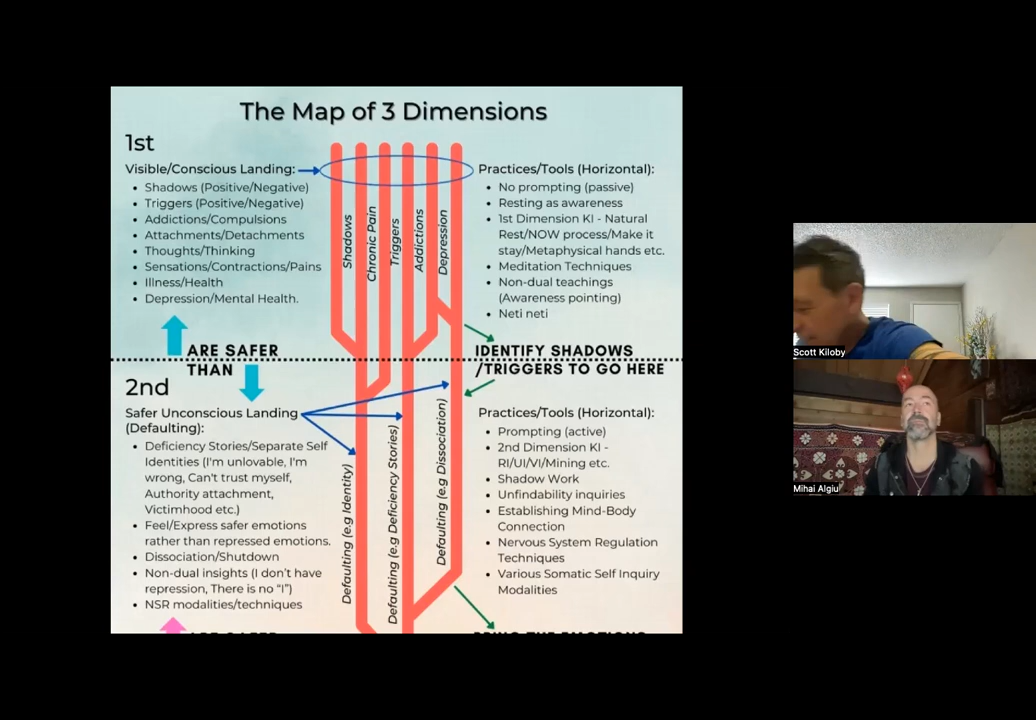 The Map of 3 Dimensions
1st
Visible/Conscious Landing:
Shadows (Positive/Negative)
Triggers (Positive/Negative)
Addictions/Compulsions
Attachments/Detachments
Thoughts/Thinking
Sensations/Contractions/Pains
Illness/Health
Depression/Mental Health.
Shadows
Chronic Pain
Triggers
Addictions
Depression
Practices/Tools (Horizontal):
No prompting (passive)
Resting as awareness
1st Dimension KI - Natural
Rest/NOW process/Make it
stay/Metaphysical hands etc.
Meditation Techniques
Non-dual teachings
(Awareness pointing)
Neti neti
ARE SAFER
THAN
IDENTIFY SHADOWS
/TRIGGERS TO GO HERE
2nd
Safer Unconscious Landing
(Defaulting):
Deficiency Stories/Separate Self
Identities (I'm unlovable, I'm
wrong, Can't trust myself,
Authority attachment,
Victimhood etc.)
Feel/Express safer emotions
rather than repressed emotions.
Dissociation/Shutdown
Non-dual insights (I don't have
repression, There is no "I")
NSR modalities/techniques
Defaulting (e.g Identity)
Defaulting (e.g Deficiency Stories)
Defaulting (e.g Dissociation)
Practices/Tools (Horizontal):
Prompting (active)
2nd Dimension KI -
RI/UI/VI/Mining etc.
Shadow Work
Unfindability inquiries
Establishing Mind-Body
Connection
Nervous System Regulation
Techniques
Various Somatic Self Inquiry
Modalities
Scott Kiloby
Mihai Algiu